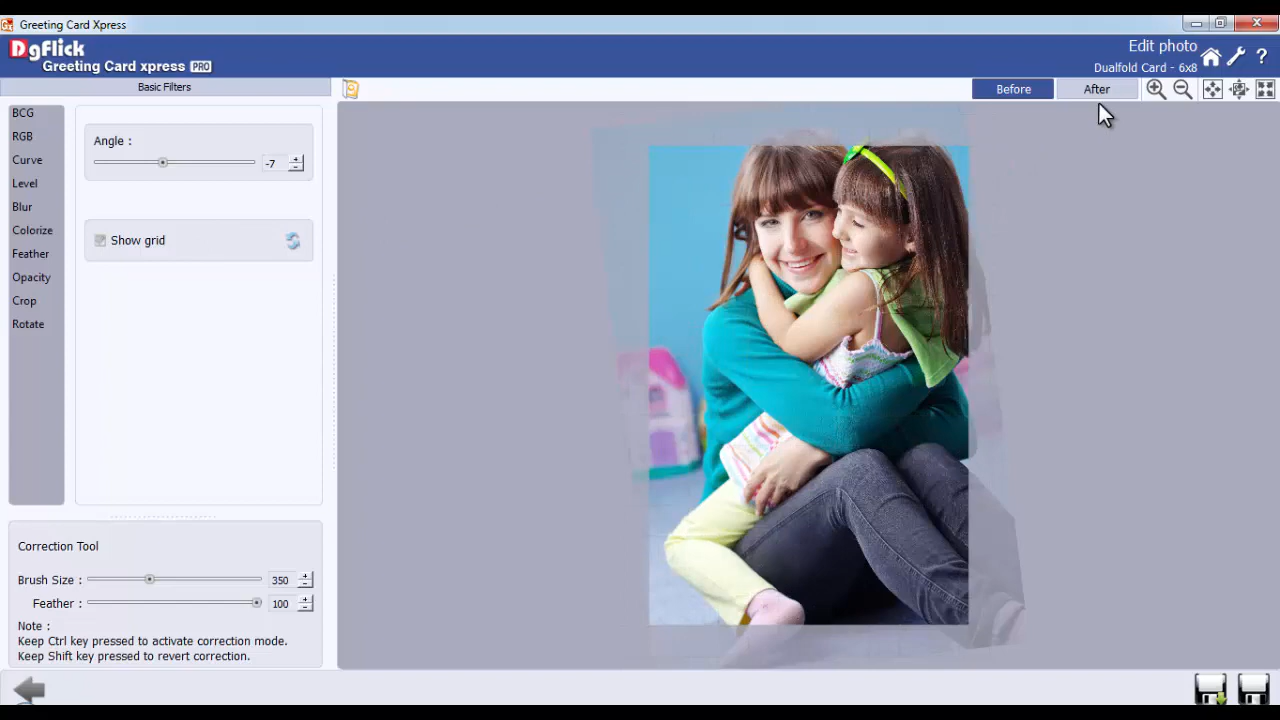 Greeting Card Xpress
DgFlick
Greeting Card xpress PRO
Edit photo
Dualfold Card - 6x8
?
Basic Filters
Before
After
BCG
RGB
Curve
Level
Blur
Colorize
Feather
Opacity
Crop
Rotate
Angle :
-7
Show grid
Correction Tool
Brush Size :
350
Feather :
100
Note :
Keep Ctrl key pressed to activate correction mode.
Keep Shift key pressed to revert correction.